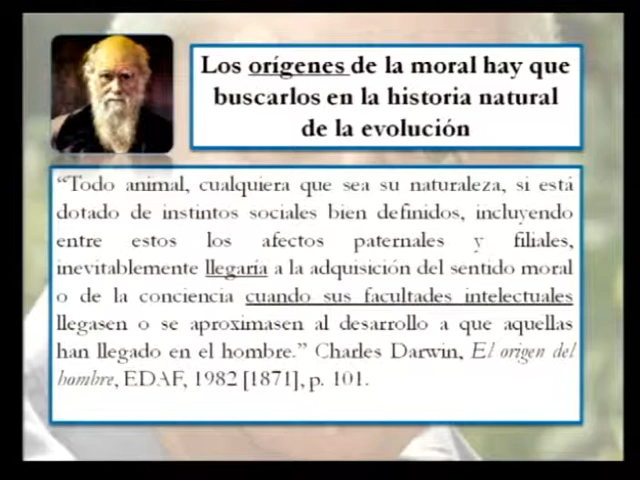 Los orígenes de la moral hay que
buscarlos en la historia natural
de la evolución
“Todo animal, cualquiera que sea su naturaleza, si está
dotado de instintos sociales bien definidos, incluyendo
entre estos los afectos paternales y filiales,
inevitablemente llegaría a la adquisición del sentido moral
o de la conciencia cuando sus facultades intelectuales
llegasen o se aproximasen al desarrollo a que aquellas
han llegado en el hombre.” Charles Darwin, El origen del
hombre, EDAF, 1982 [1871], p. 101.